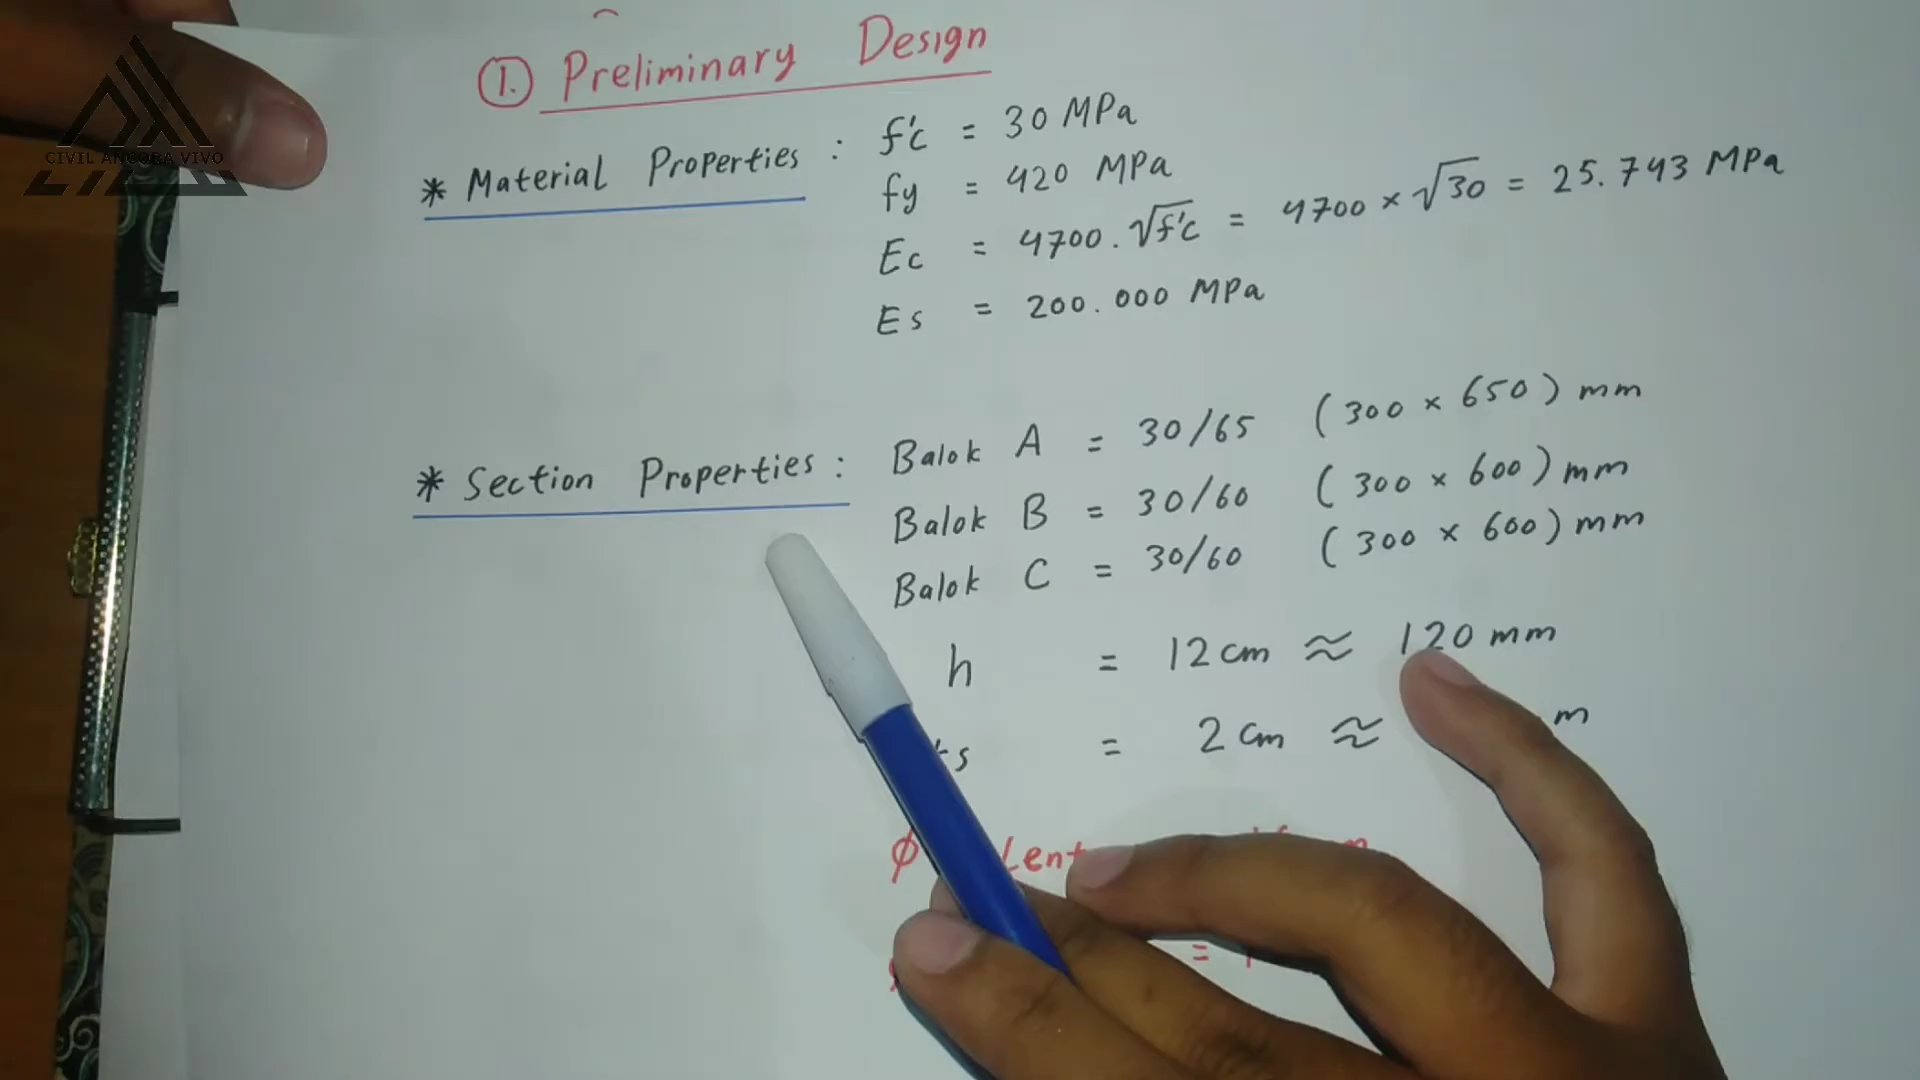 CIVIL ANCORA VIVO
1. Preliminary Design
* Material Properties : f'c = 30 MPa
fy = 420 MPa
Ec = 4700.√f'c = 4700 × √30 = 25.743 MPa
Es = 200.000 MPa
* Section Properties : Balok A = 30/65 (300 × 650) mm
Balok B = 30/60 (300 × 600) mm
Balok C = 30/60 (300 × 600) mm
h = 12 cm ≈ 120 mm
= 2 cm ≈
ϕ
=